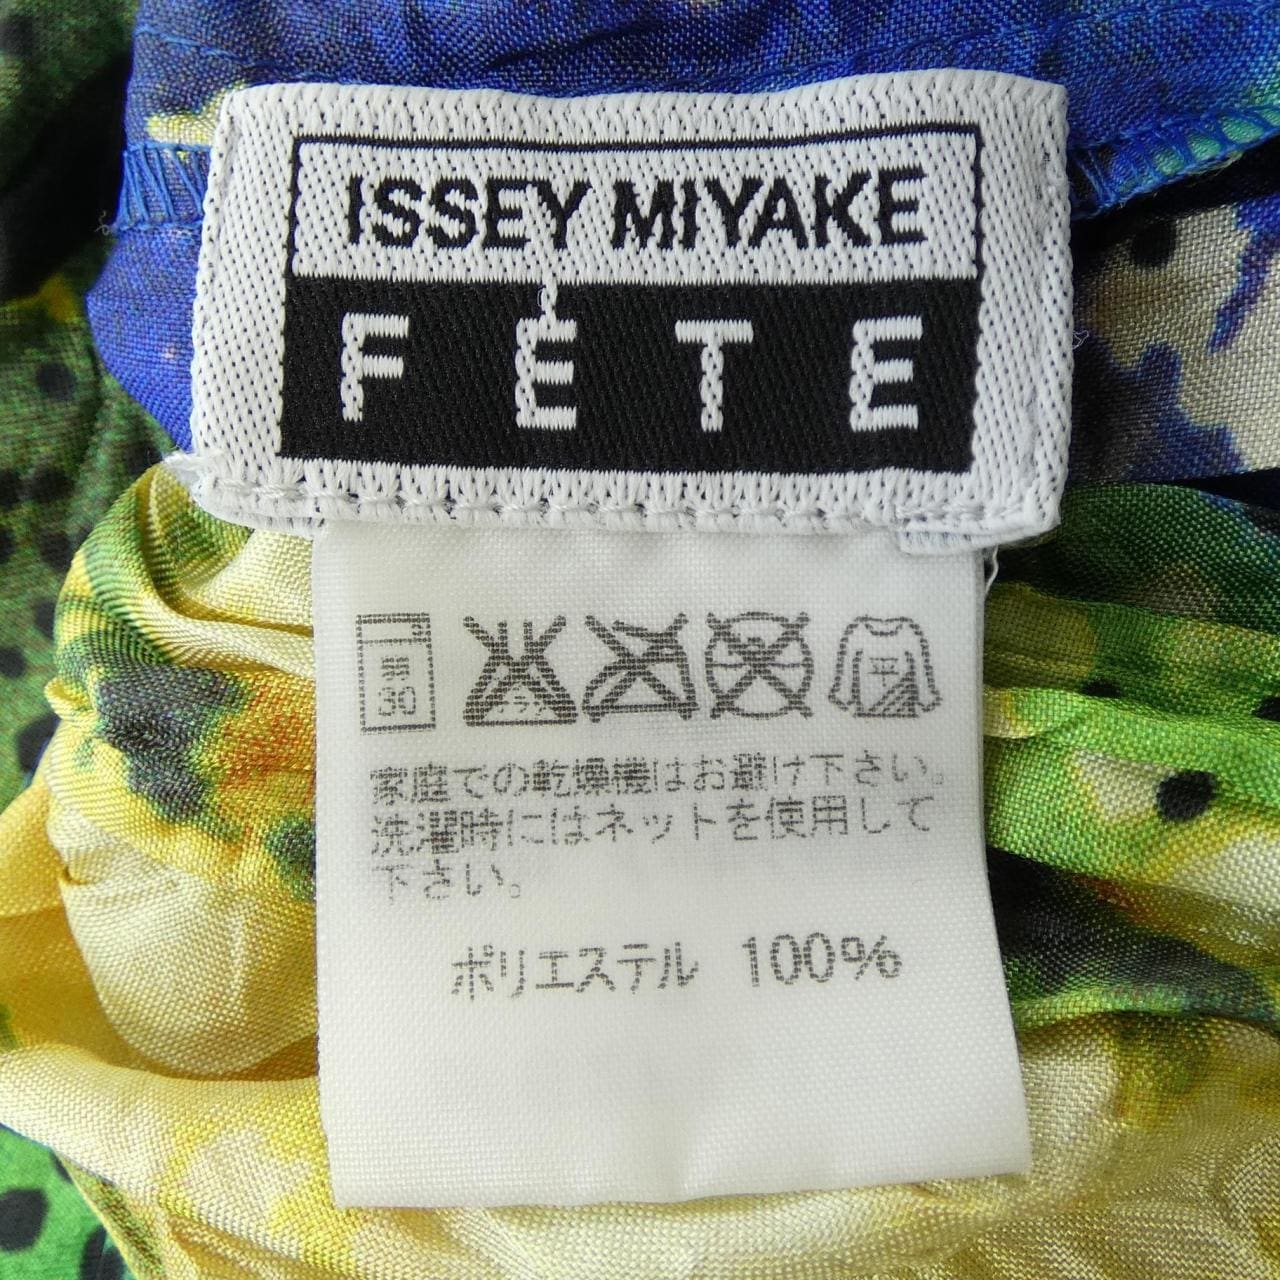 ISSEY MIYAKE
FÊTE
弱
30
平
家庭での乾燥機はお避け下さい。
洗濯時にはネットを使用して
下さい。
ポリエステル 100%